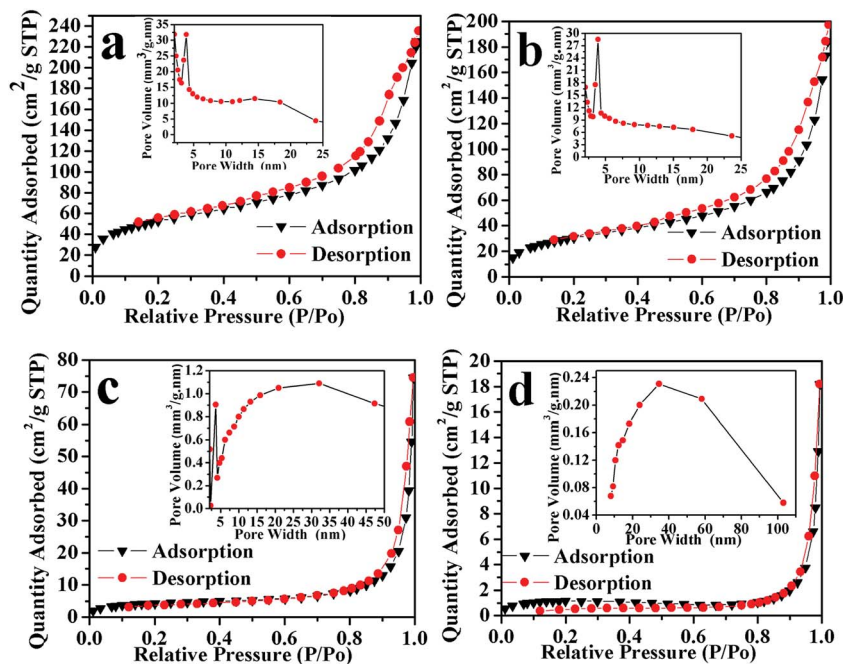 a
Quantity Adsorbed (cm²/g STP)
240
220
200
180
160
140
120
100
80
60
40
20
0
0.0 0.2 0.4 0.6 0.8 1.0
Relative Pressure (P/Po)
Adsorption
Desorption
Pore Volume (mm³/g.nm)
35
30
25
20
15
10
5
0
5 10 15 20 25
Pore Width (nm)
b
Quantity Adsorbed (cm²/g STP)
200
180
160
140
120
100
80
60
40
20
0
0.0 0.2 0.4 0.6 0.8 1.0
Relative Pressure (P/Po)
Adsorption
Desorption
Pore Volume (mm³/g.nm)
30
27
24
21
18
15
12
9
6
3
0
5 10 15 20 25
Pore Width (nm)
c
Quantity Adsorbed (cm²/g STP)
80
70
60
50
40
30
20
10
0
0.0 0.2 0.4 0.6 0.8 1.0
Relative Pressure (P/Po)
Adsorption
Desorption
Pore Volume (mm³/g.nm)
1.2
1.0
0.8
0.6
0.4
0.2
0.0
5 10 15 20 25 30 35 40 45 50
Pore Width (nm)
d
Quantity Adsorbed (cm²/g STP)
20
18
16
14
12
10
8
6
4
2
0
0.0 0.2 0.4 0.6 0.8 1.0
Relative Pressure (P/Po)
Adsorption
Desorption
Pore Volume (mm³/g.nm)
0.24
0.20
0.16
0.12
0.08
0.04
0 20 40 60 80 100
Pore Width (nm)